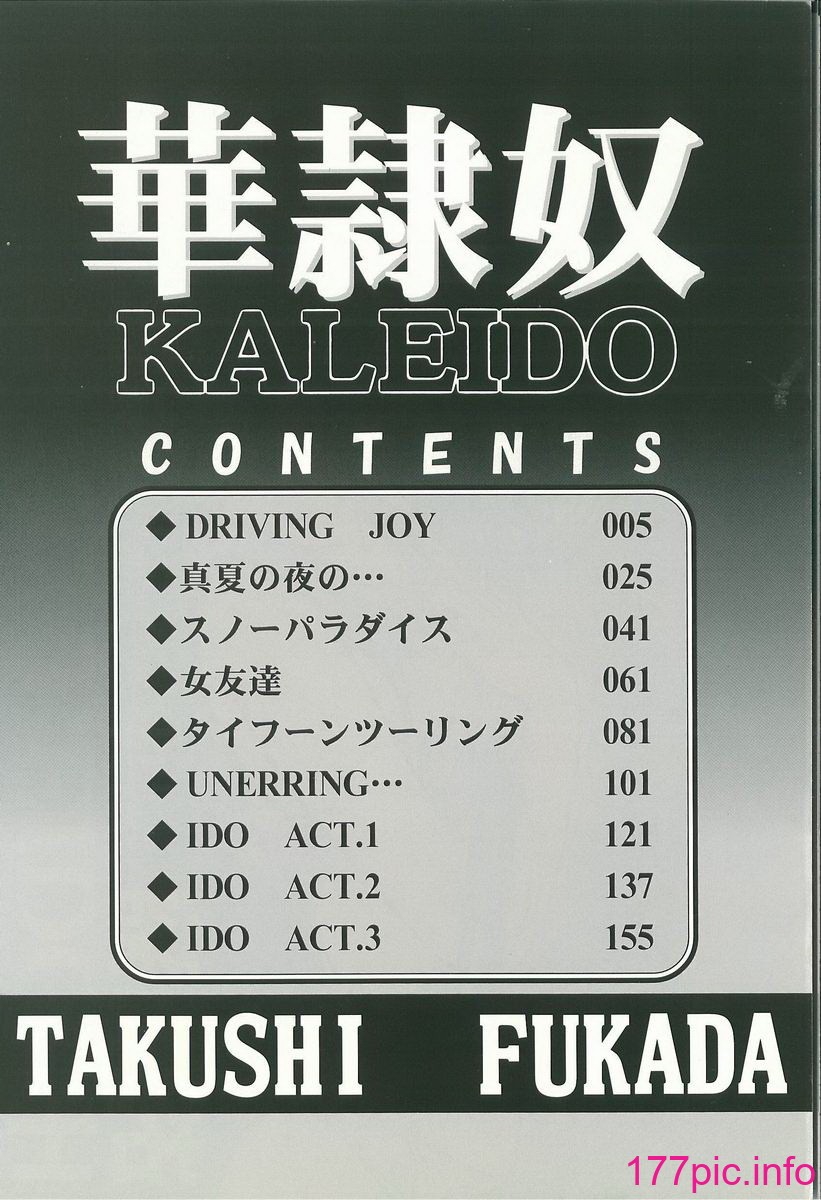 華隷奴
KALEIDO
CONTENTS
◆DRIVING JOY 005
◆真夏の夜の… 025
◆スノーパラダイス 041
◆女友達 061
◆タイフーンツーリング 081
◆UNERRING… 101
◆IDO ACT.1 121
◆IDO ACT.2 137
◆IDO ACT.3 155
TAKUSHI FUKADA
177pic.info